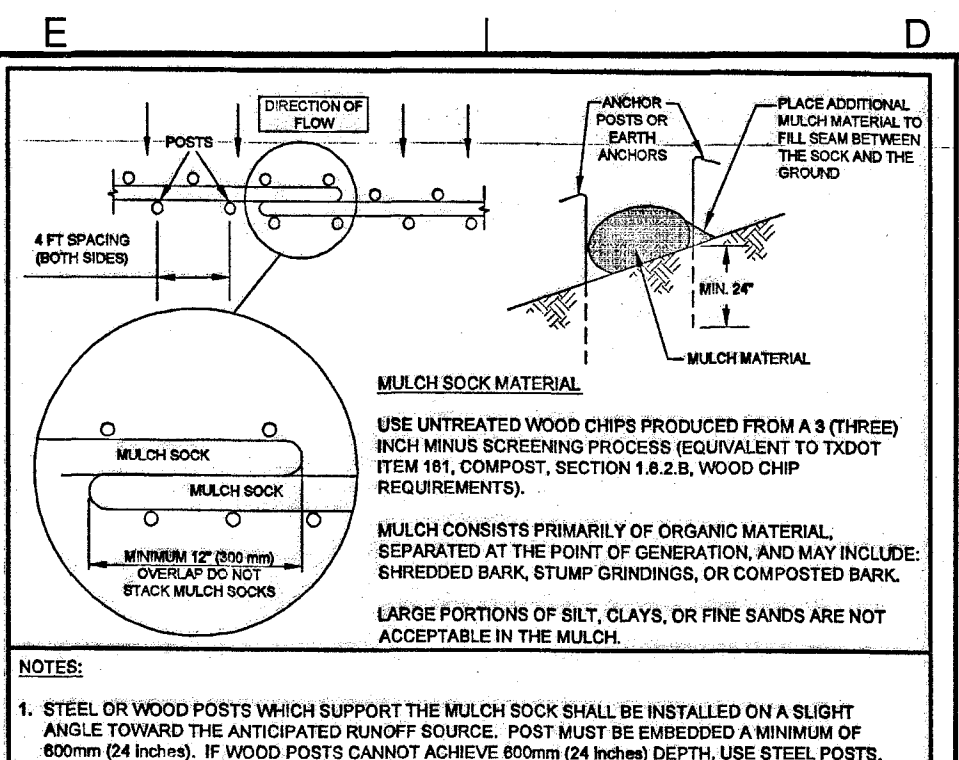 E D
DIRECTION OF
FLOW
POSTS
4 FT SPACING
(BOTH SIDES)
ANCHOR
POSTS OR
EARTH
ANCHORS
PLACE ADDITIONAL
MULCH MATERIAL TO
FILL SEAM BETWEEN
THE SOCK AND THE
GROUND
MIN. 24"
MULCH MATERIAL
MULCH SOCK
MULCH SOCK
MINIMUM 12" (300 mm)
OVERLAP DO NOT
STACK MULCH SOCKS
MULCH SOCK MATERIAL
USE UNTREATED WOOD CHIPS PRODUCED FROM A 3 (THREE)
INCH MINUS SCREENING PROCESS (EQUIVALENT TO TXDOT
ITEM 161, COMPOST, SECTION 1.6.2.B, WOOD CHIP
REQUIREMENTS).
MULCH CONSISTS PRIMARILY OF ORGANIC MATERIAL,
SEPARATED AT THE POINT OF GENERATION, AND MAY INCLUDE:
SHREDDED BARK, STUMP GRINDINGS, OR COMPOSTED BARK.
LARGE PORTIONS OF SILT, CLAYS, OR FINE SANDS ARE NOT
ACCEPTABLE IN THE MULCH.
NOTES:
1. STEEL OR WOOD POSTS WHICH SUPPORT THE MULCH SOCK SHALL BE INSTALLED ON A SLIGHT
ANGLE TOWARD THE ANTICIPATED RUNOFF SOURCE. POST MUST BE EMBEDDED A MINIMUM OF
600mm (24 inches). IF WOOD POSTS CANNOT ACHIEVE 600mm (24 inches) DEPTH, USE STEEL POSTS.